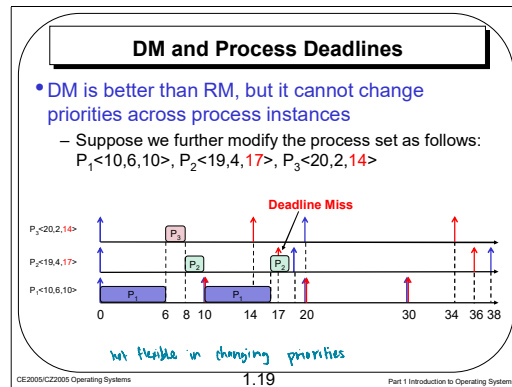 DM and Process Deadlines
• DM is better than RM, but it cannot change
priorities across process instances
– Suppose we further modify the process set as follows:
P1<10,6,10>, P2<19,4,17>, P3<20,2,14>
Deadline Miss
P3<20,2,14>
P3
P2<19,4,17>
P2
P2
P1<10,6,10>
P1
P1
0 6 8 10 14 16 17 20 30 34 36 38
not flexible in changing priorities
CE2005/CZ2005 Operating Systems
1.19
Part 1 Introduction to Operating System